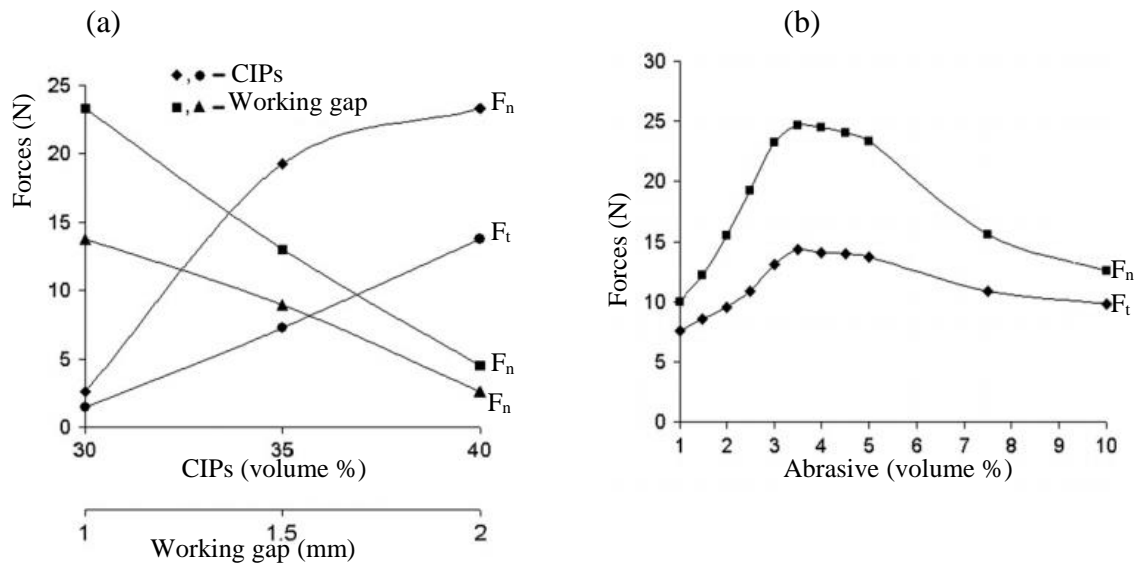 (a)
◆,●– CIPs
■,▲– Working gap
Forces (N)
25
20
15
10
5
0
Fₙ
Fₜ
Fₙ
Fₙ
30 35 40
CIPs (volume %)
1 1.5 2
Working gap (mm)
(b)
Forces (N)
30
25
20
15
10
5
0
Fₙ
Fₜ
1 2 3 4 5 6 7 8 9 10
Abrasive (volume %)